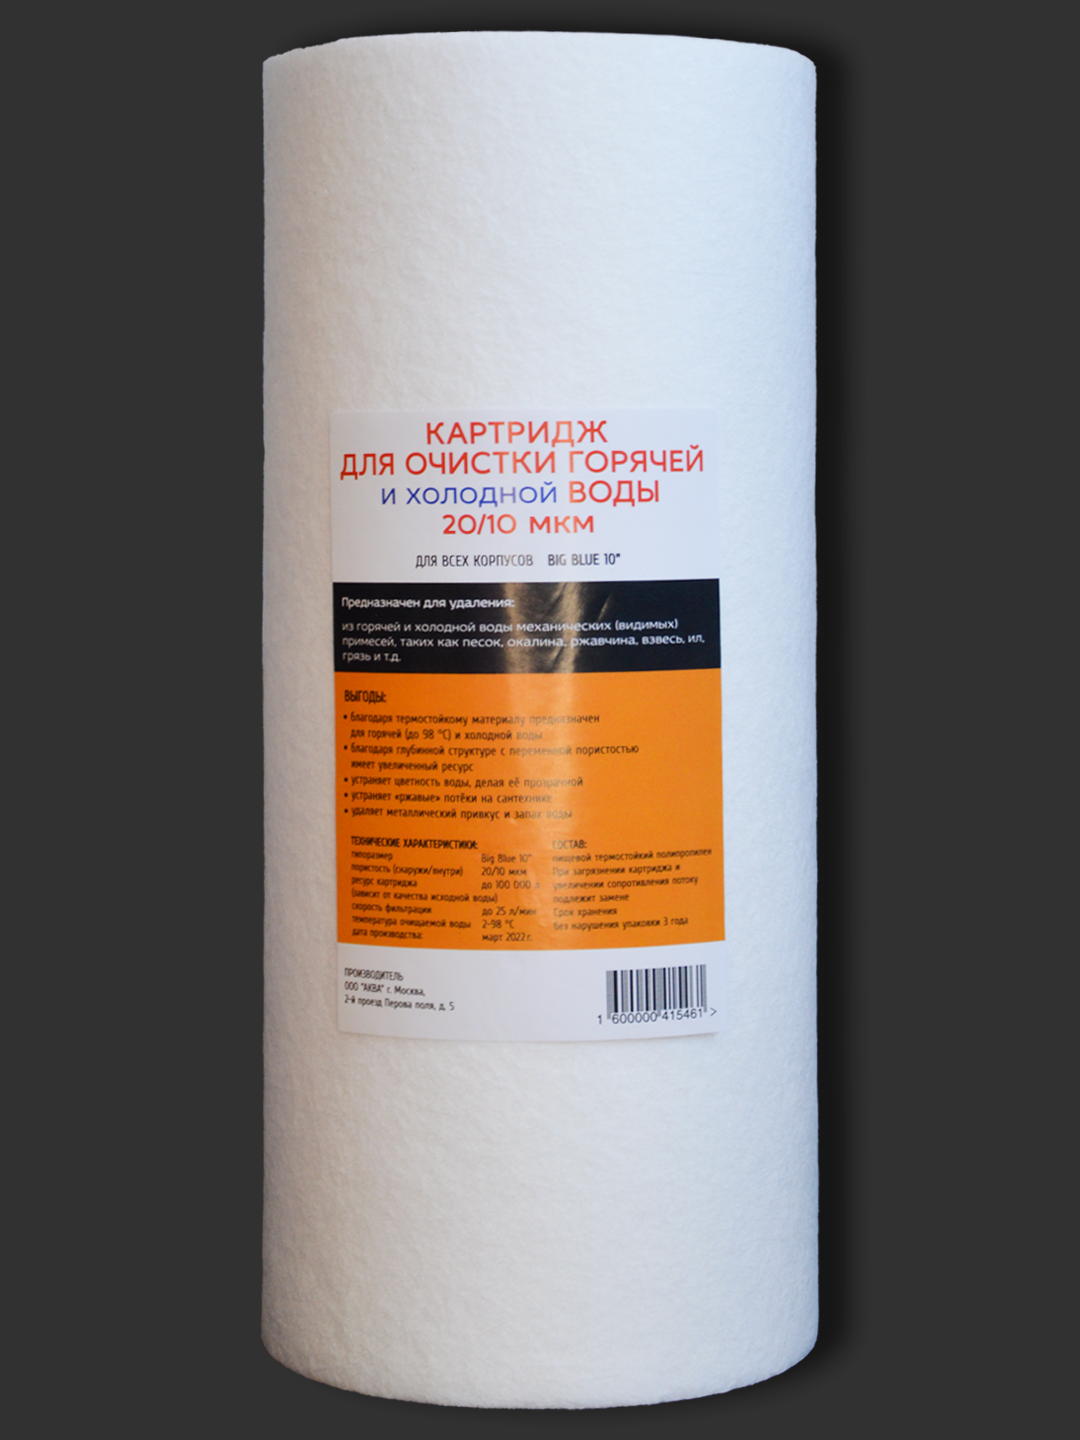 КАРТРИДЖ
ДЛЯ ОЧИСТКИ ГОРЯЧЕЙ
И ХОЛОДНОЙ ВОДЫ
20/10 МКМ
ДЛЯ ВСЕХ КОРПУСОВ BIG BLUE 10"
Предназначен для удаления:
из горячей и холодной воды механических (видимых)
примесей, таких как песок, окалина, ржавчина, взвесь, ил,
грязь и т.д.
ВЫГОДЫ:
• благодаря термостойкому материалу предназначен
для горячей (до 98 °С) и холодной воды
• благодаря глубинной структуре с переменной пористостью
имеет увеличенный ресурс
• устраняет цветность воды, делая её прозрачной
• устраняет «ржавые» потёки на сантехнике
• удаляет металлический привкус и запах воды
ТЕХНИЧЕСКИЕ ХАРАКТЕРИСТИКИ:
типоразмер Big Blue 10"
пористость (снаружи/внутри) 20/10 мкм
ресурс картриджа до 100 000 л
(зависит от качества исходной воды)
скорость фильтрации до 25 л/мин
температура очищаемой воды 2-98 °С
дата производства: март 2022 г.
СОСТАВ:
пищевой термостойкий полипропилен
При загрязнении картриджа и
увеличении сопротивления потоку
подлежит замене
Срок хранения
без нарушения упаковки 3 года
ПРОИЗВОДИТЕЛЬ
ООО "АКВА" г. Москва,
2-й проезд Перова поля, д. 5
1 600000 415461 >